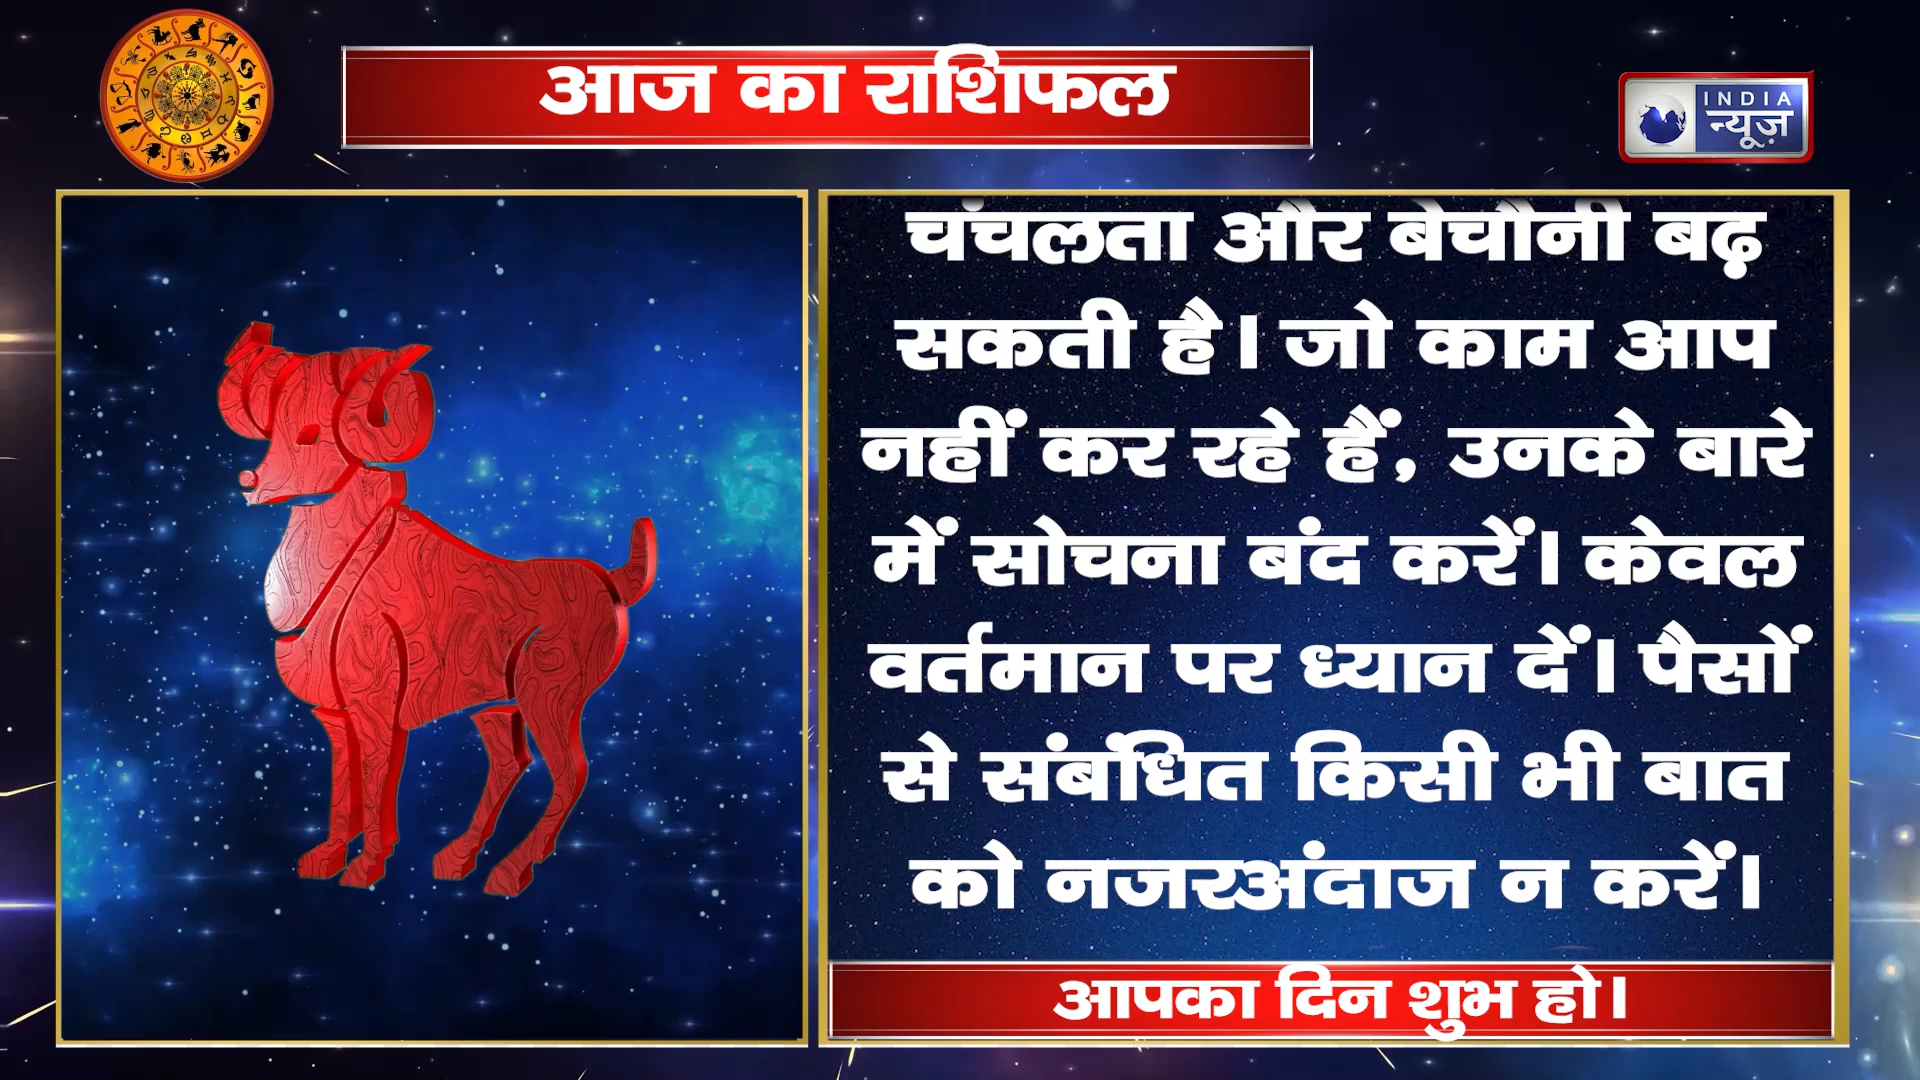 आज का राशिफल
INDIA
न्यूज़
चंचलता और बेचौनी बढ़
सकती है। जो काम आप
नहीं कर रहे हैं, उनके बारे
में सोचना बंद करें। केवल
वर्तमान पर ध्यान दें। पैसों
से संबंधित किसी भी बात
को नजरअंदाज न करें।
आपका दिन शुभ हो।